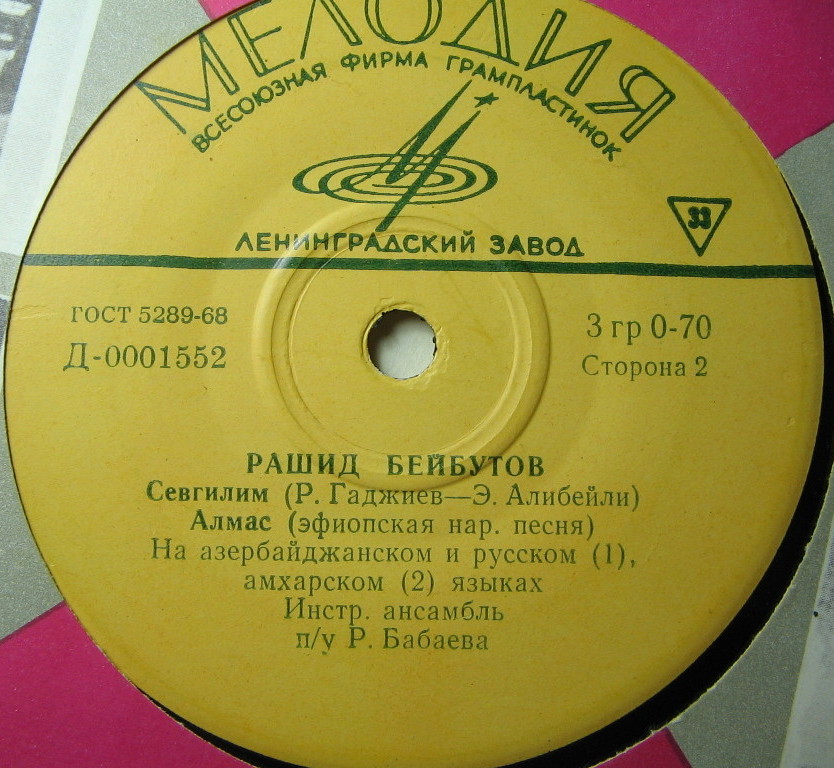 МЕЛОДИЯ
ВСЕСОЮЗНАЯ ФИРМА ГРАМПЛАСТИНОК
33
ЛЕНИНГРАДСКИЙ ЗАВОД
ГОСТ 5289-68
Д-0001552
3 гр 0-70
Сторона 2
РАШИД БЕЙБУТОВ
Севгилим (Р. Гаджиев—Э. Алибейли)
Алмас (эфиопская нар. песня)
На азербайджанском и русском (1),
амхарском (2) языках
Инстр. ансамбль
п/у Р. Бабаева